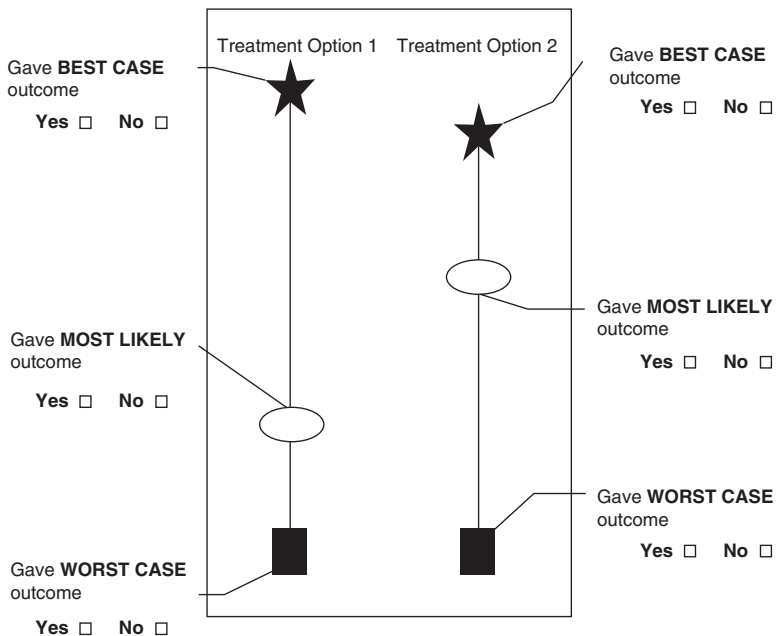 Treatment Option 1
Treatment Option 2
Gave BEST CASE
outcome
Yes □ No □
Gave MOST LIKELY
outcome
Yes □ No □
Gave WORST CASE
outcome
Yes □ No □
Gave BEST CASE
outcome
Yes □ No □
Gave MOST LIKELY
outcome
Yes □ No □
Gave WORST CASE
outcome
Yes □ No □